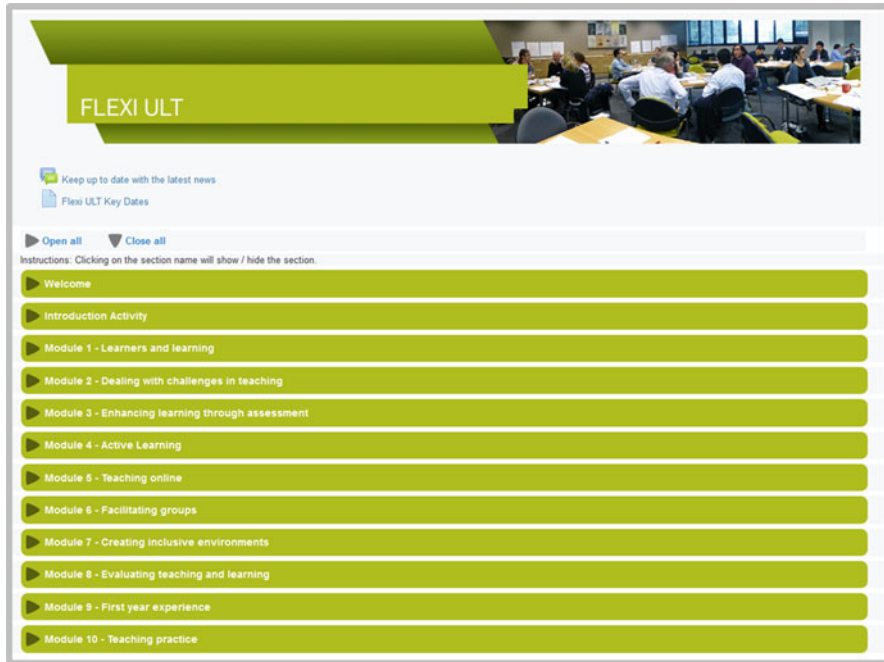 FLEXI ULT
Keep up to date with the latest news
Flexi ULT Key Dates
Open all Close all
Instructions: Clicking on the section name will show / hide the section.
Welcome
Introduction Activity
Module 1 - Learners and learning
Module 2 - Dealing with challenges in teaching
Module 3 - Enhancing learning through assessment
Module 4 - Active Learning
Module 5 - Teaching online
Module 6 - Facilitating groups
Module 7 - Creating inclusive environments
Module 8 - Evaluating teaching and learning
Module 9 - First year experience
Module 10 - Teaching practice